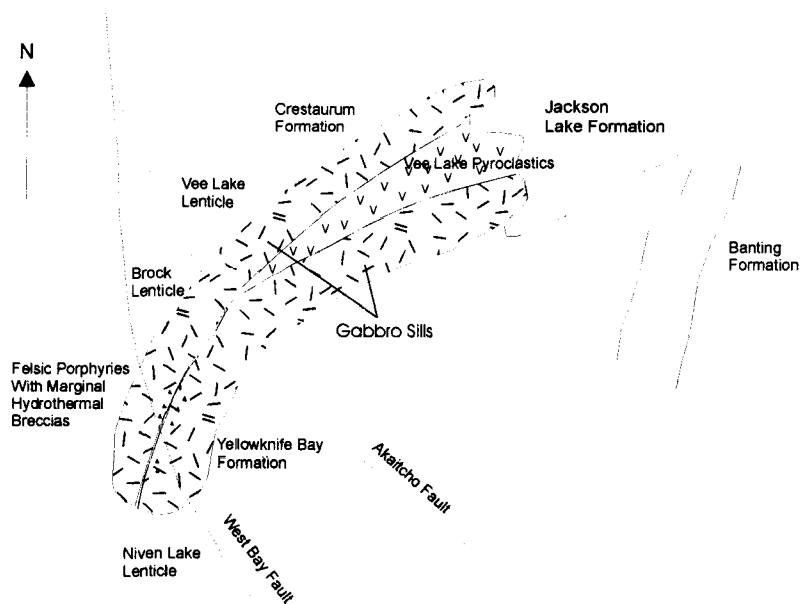 N
Crestaurum
Formation
Jackson
Lake Formation
Vee Lake Pyroclastics
Vee Lake
Lenticle
Banting
Formation
Brock
Lenticle
Gabbro Sills
Felsic Porphyries
With Marginal
Hydrothermal
Breccias
Yellowknife Bay
Formation
Akaitcho Fault
West Bay Fault
Niven Lake
Lenticle